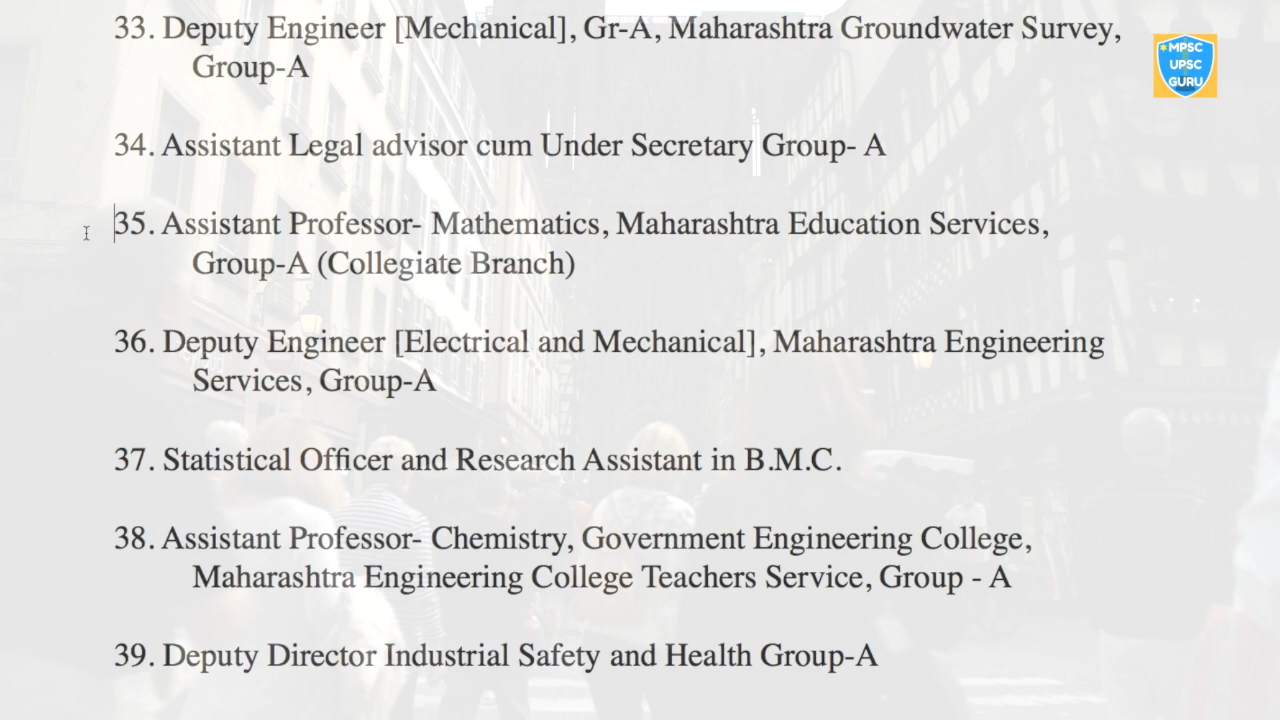 33. Deputy Engineer [Mechanical], Gr-A, Maharashtra Groundwater Survey,
Group-A
*MPSC
UPSC
GURU
34. Assistant Legal advisor cum Under Secretary Group- A
35. Assistant Professor- Mathematics, Maharashtra Education Services,
Group-A (Collegiate Branch)
36. Deputy Engineer [Electrical and Mechanical], Maharashtra Engineering
Services, Group-A
37. Statistical Officer and Research Assistant in B.M.C.
38. Assistant Professor- Chemistry, Government Engineering College,
Maharashtra Engineering College Teachers Service, Group - A
39. Deputy Director Industrial Safety and Health Group-A